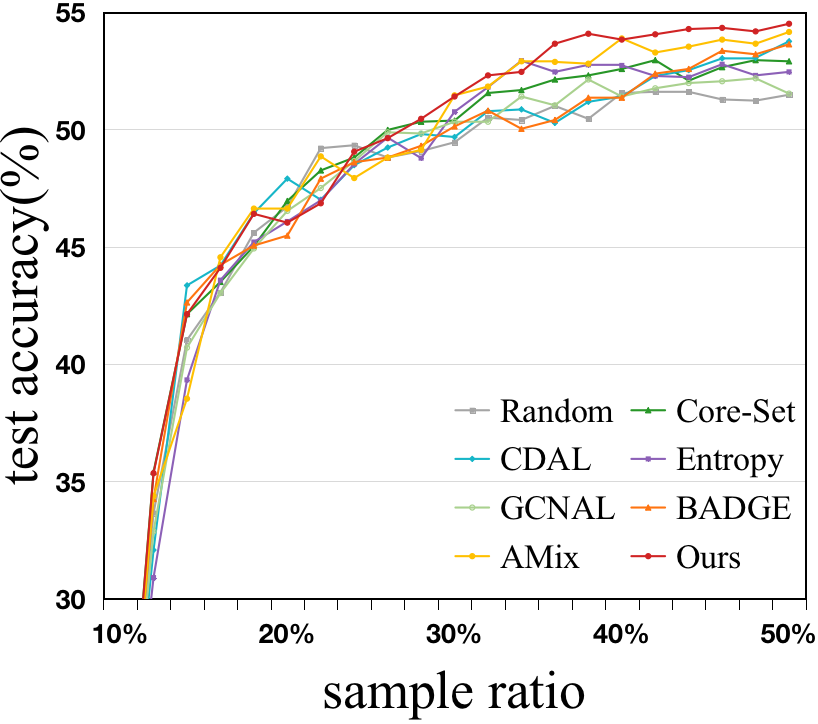 55
50
45
40
35
30
test accuracy(%)
Random Core-Set
CDAL Entropy
GCNAL BADGE
AMix Ours
10% 20% 30% 40% 50%
sample ratio